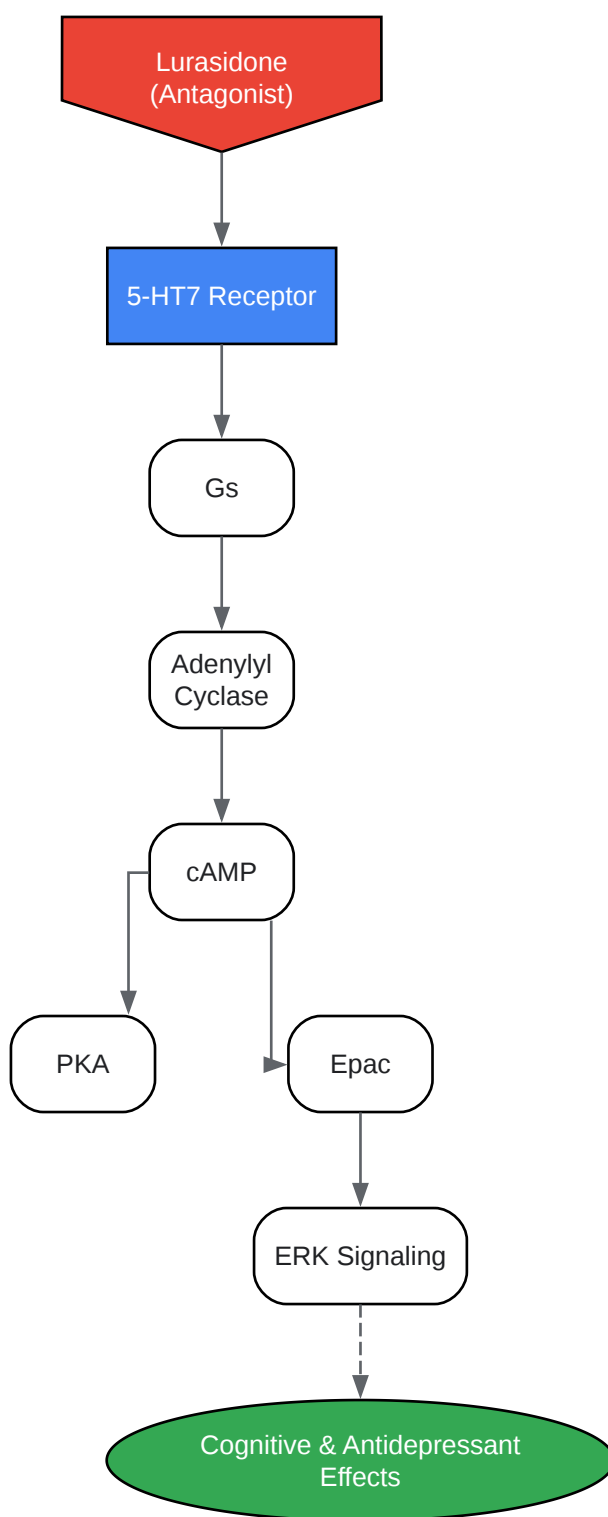 Lurasidone
(Antagonist)
5-HT7 Receptor
Gs
Adenylyl
Cyclase
cAMP
PKA
Epac
ERK Signaling
Cognitive & Antidepressant
Effects